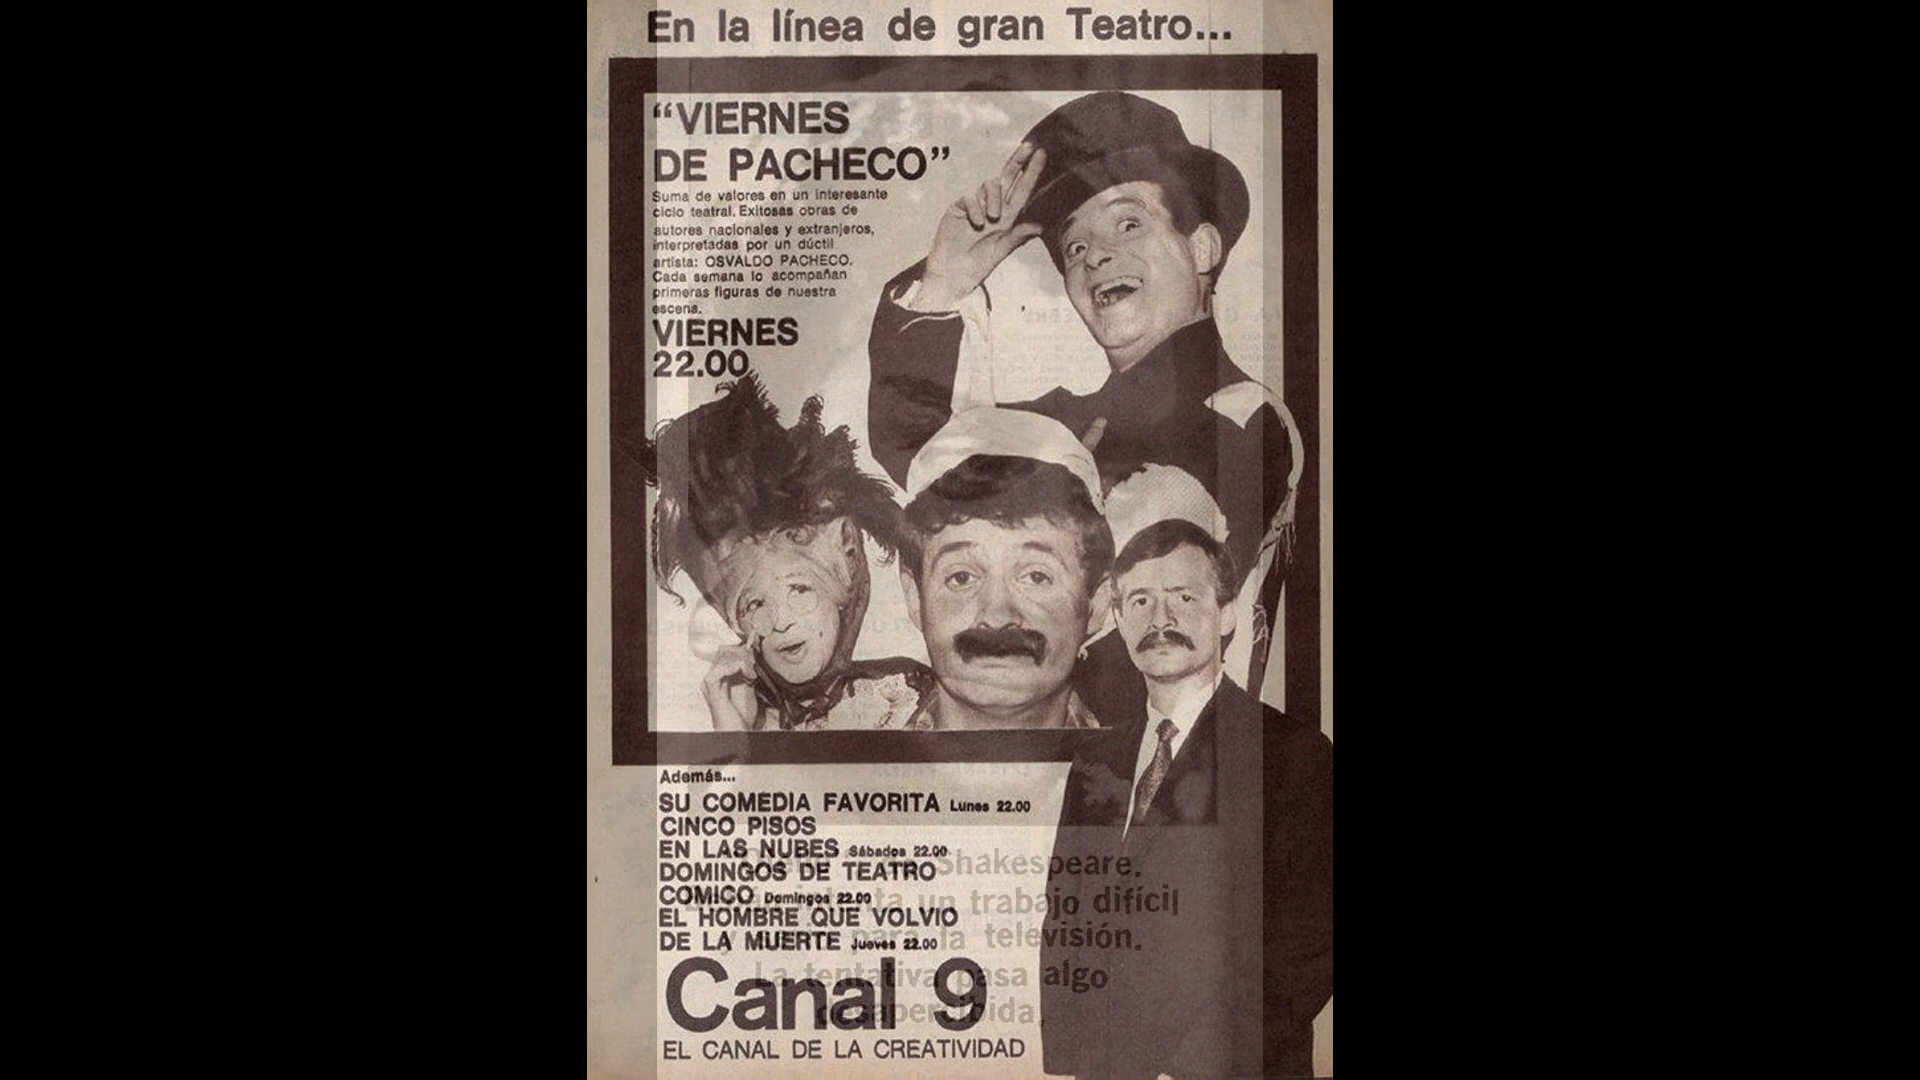 En la línea de gran Teatro...
“VIERNES
DE PACHECO”
Suma de valores en un interesante
ciclo teatral. Exitosas obras de
autores nacionales y extranjeros,
interpretadas por un dúctil
artista: OSVALDO PACHECO.
Cada semana lo acompañan
primeras figuras de nuestra
escena.
VIERNES
22.00
Además...
SU COMEDIA FAVORITA Lunes 22.00
CINCO PISOS
EN LAS NUBES Sábados 22.00
DOMINGOS DE TEATRO
COMICO Domingos 22.00
EL HOMBRE QUE VOLVIO
DE LA MUERTE Jueves 22.00
Canal 9
EL CANAL DE LA CREATIVIDAD
Shakespeare.
un trabajo difícil
para la televisión.
La tentativa pasa algo
desapercibida.